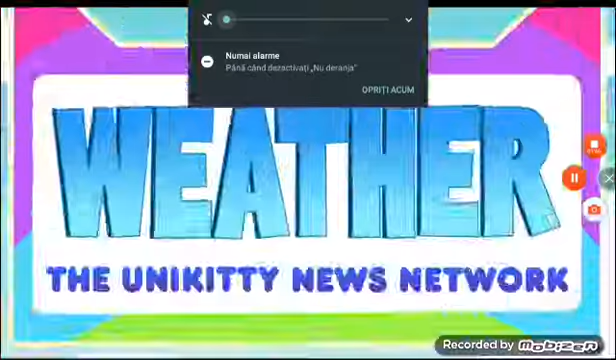 Numai alarme
Până când dezactivați „Nu deranja”
OPRIȚI ACUM
WEATHER
THE UNIKITTY NEWS NETWORK
Recorded by mobizen